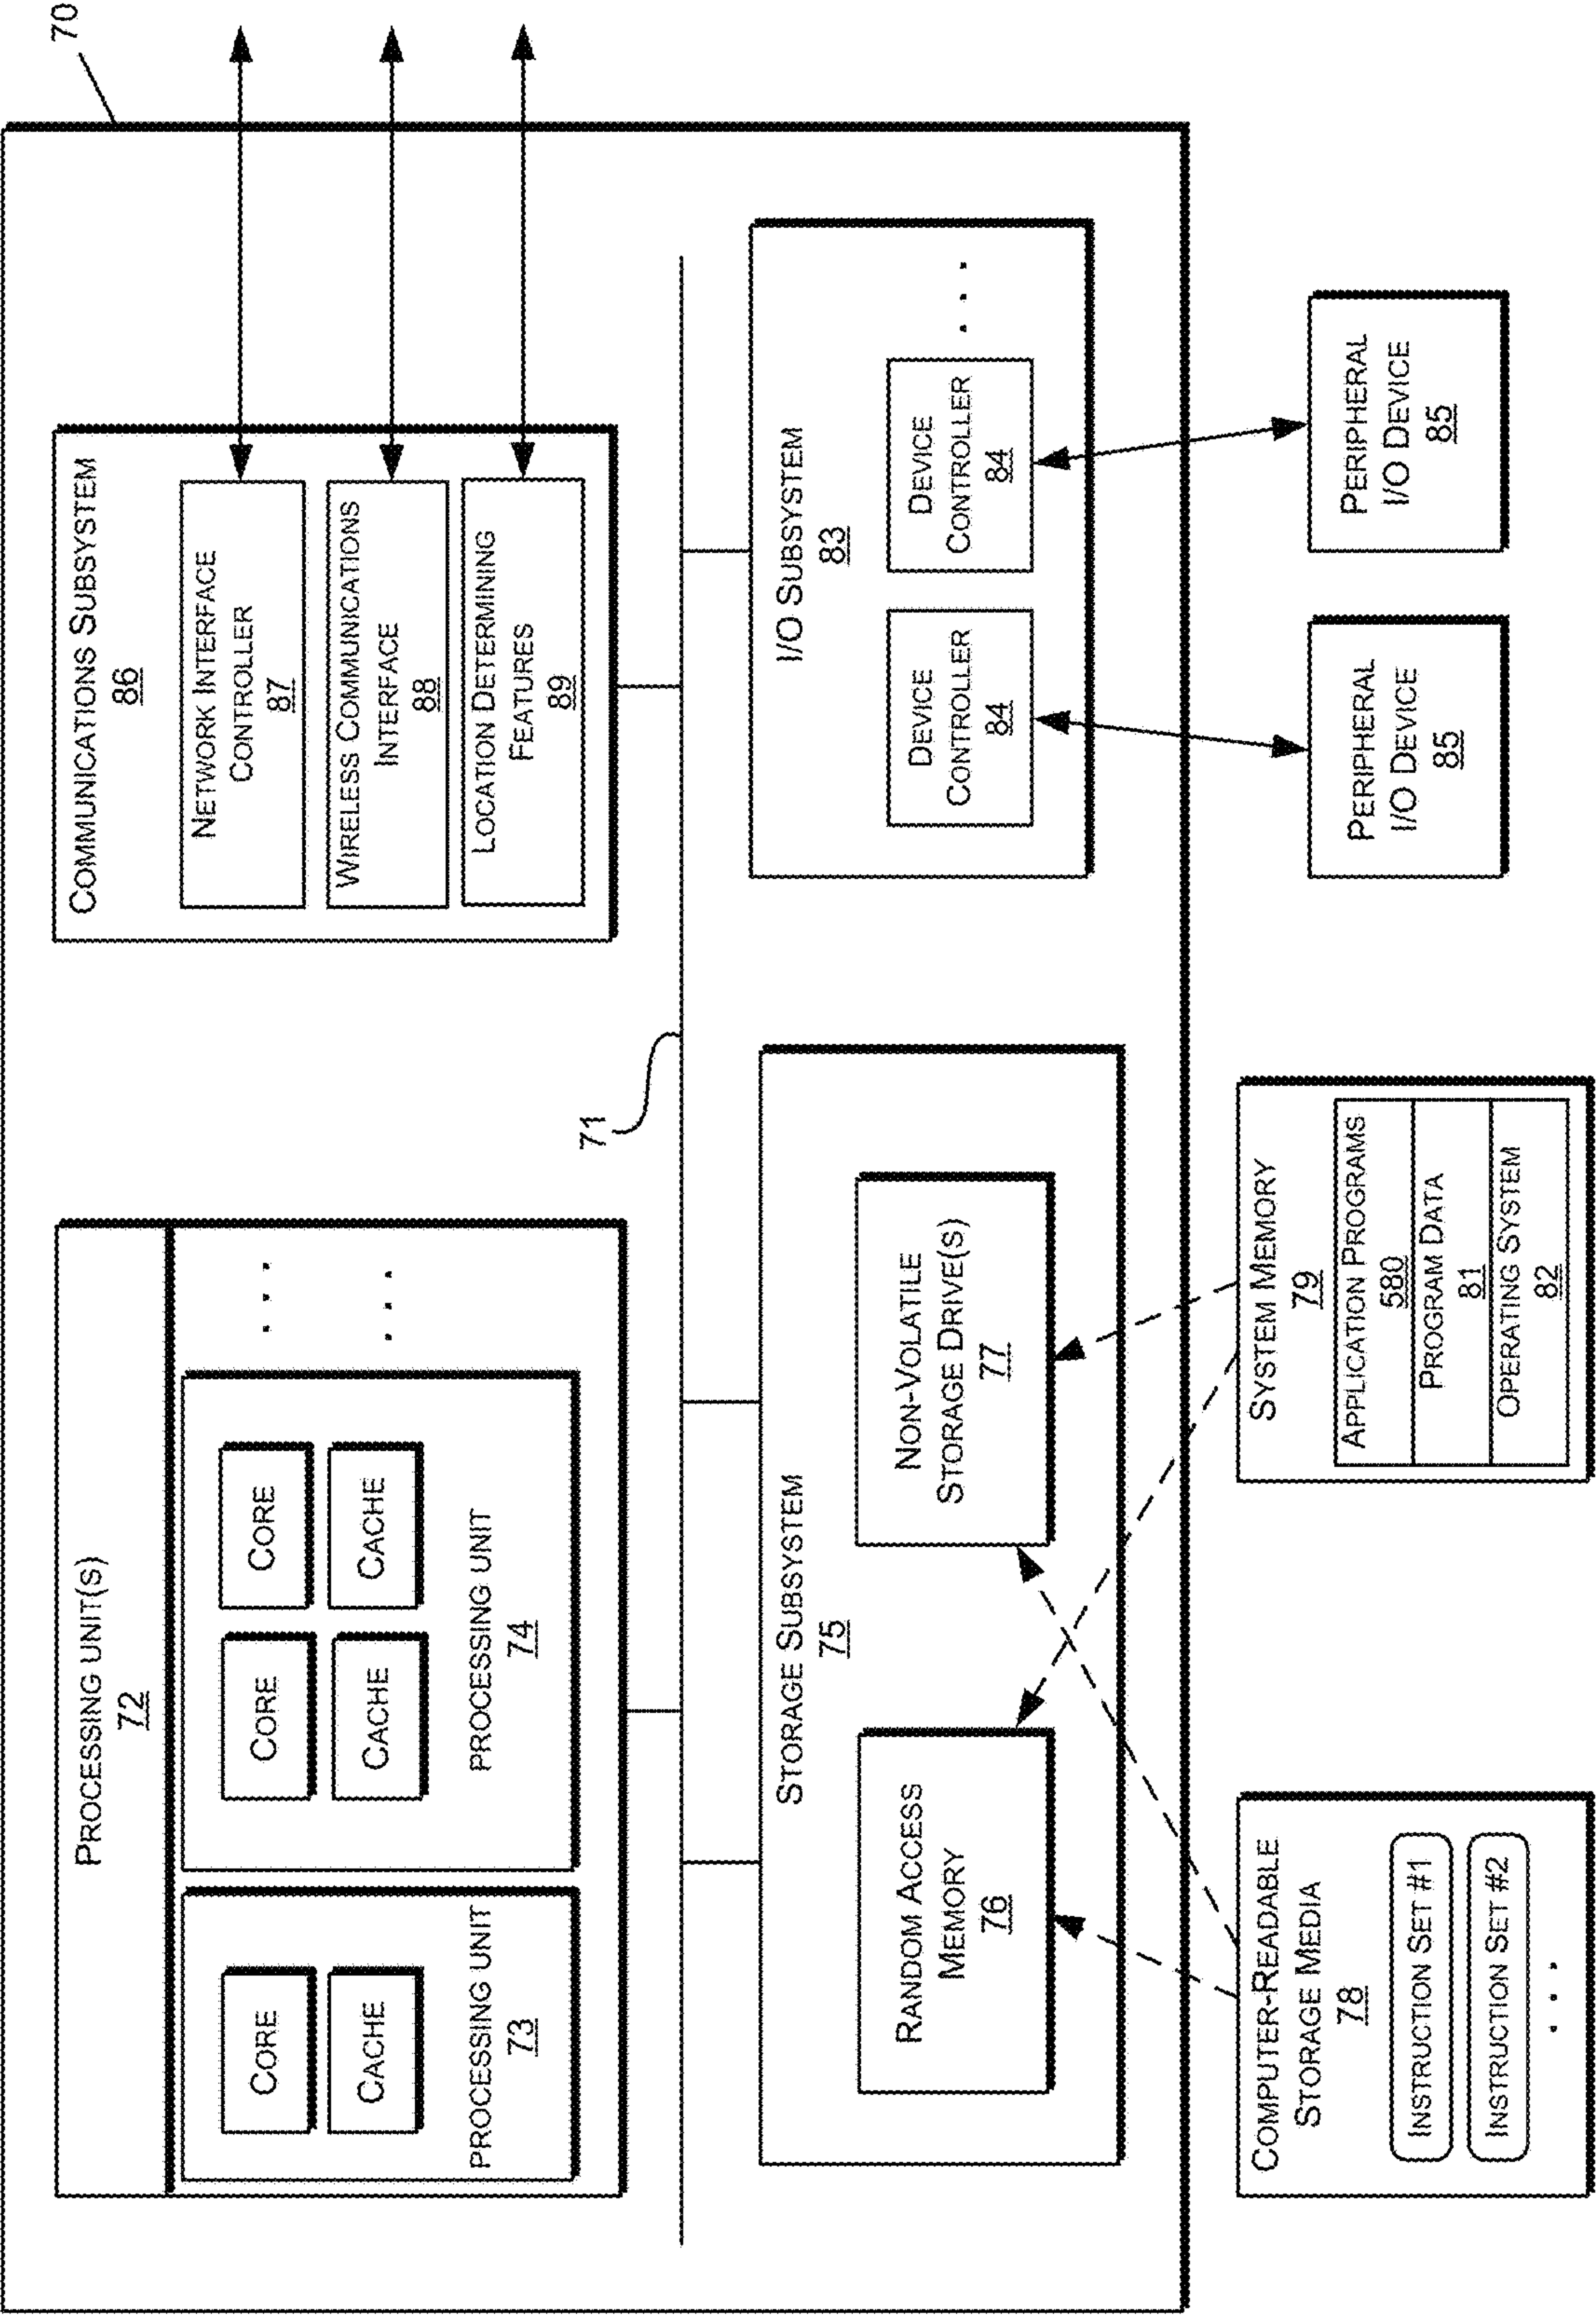 70
PROCESSING UNIT(S)
72
CORE
CACHE
PROCESSING UNIT
73
CORE
CORE
CACHE
CACHE
PROCESSING UNIT
74
. . .
. . .
COMMUNICATIONS SUBSYSTEM
86
NETWORK INTERFACE
CONTROLLER
87
WIRELESS COMMUNICATIONS
INTERFACE
88
LOCATION DETERMINING
FEATURES
89
71
STORAGE SUBSYSTEM
75
RANDOM ACCESS
MEMORY
76
NON-VOLATILE
STORAGE DRIVE(S)
77
I/O SUBSYSTEM
83
DEVICE
CONTROLLER
84
DEVICE
CONTROLLER
84
. . .
COMPUTER-READABLE
STORAGE MEDIA
78
INSTRUCTION SET #1
INSTRUCTION SET #2
. . .
SYSTEM MEMORY
79
APPLICATION PROGRAMS
580
PROGRAM DATA
81
OPERATING SYSTEM
82
PERIPHERAL
I/O DEVICE
85
PERIPHERAL
I/O DEVICE
85